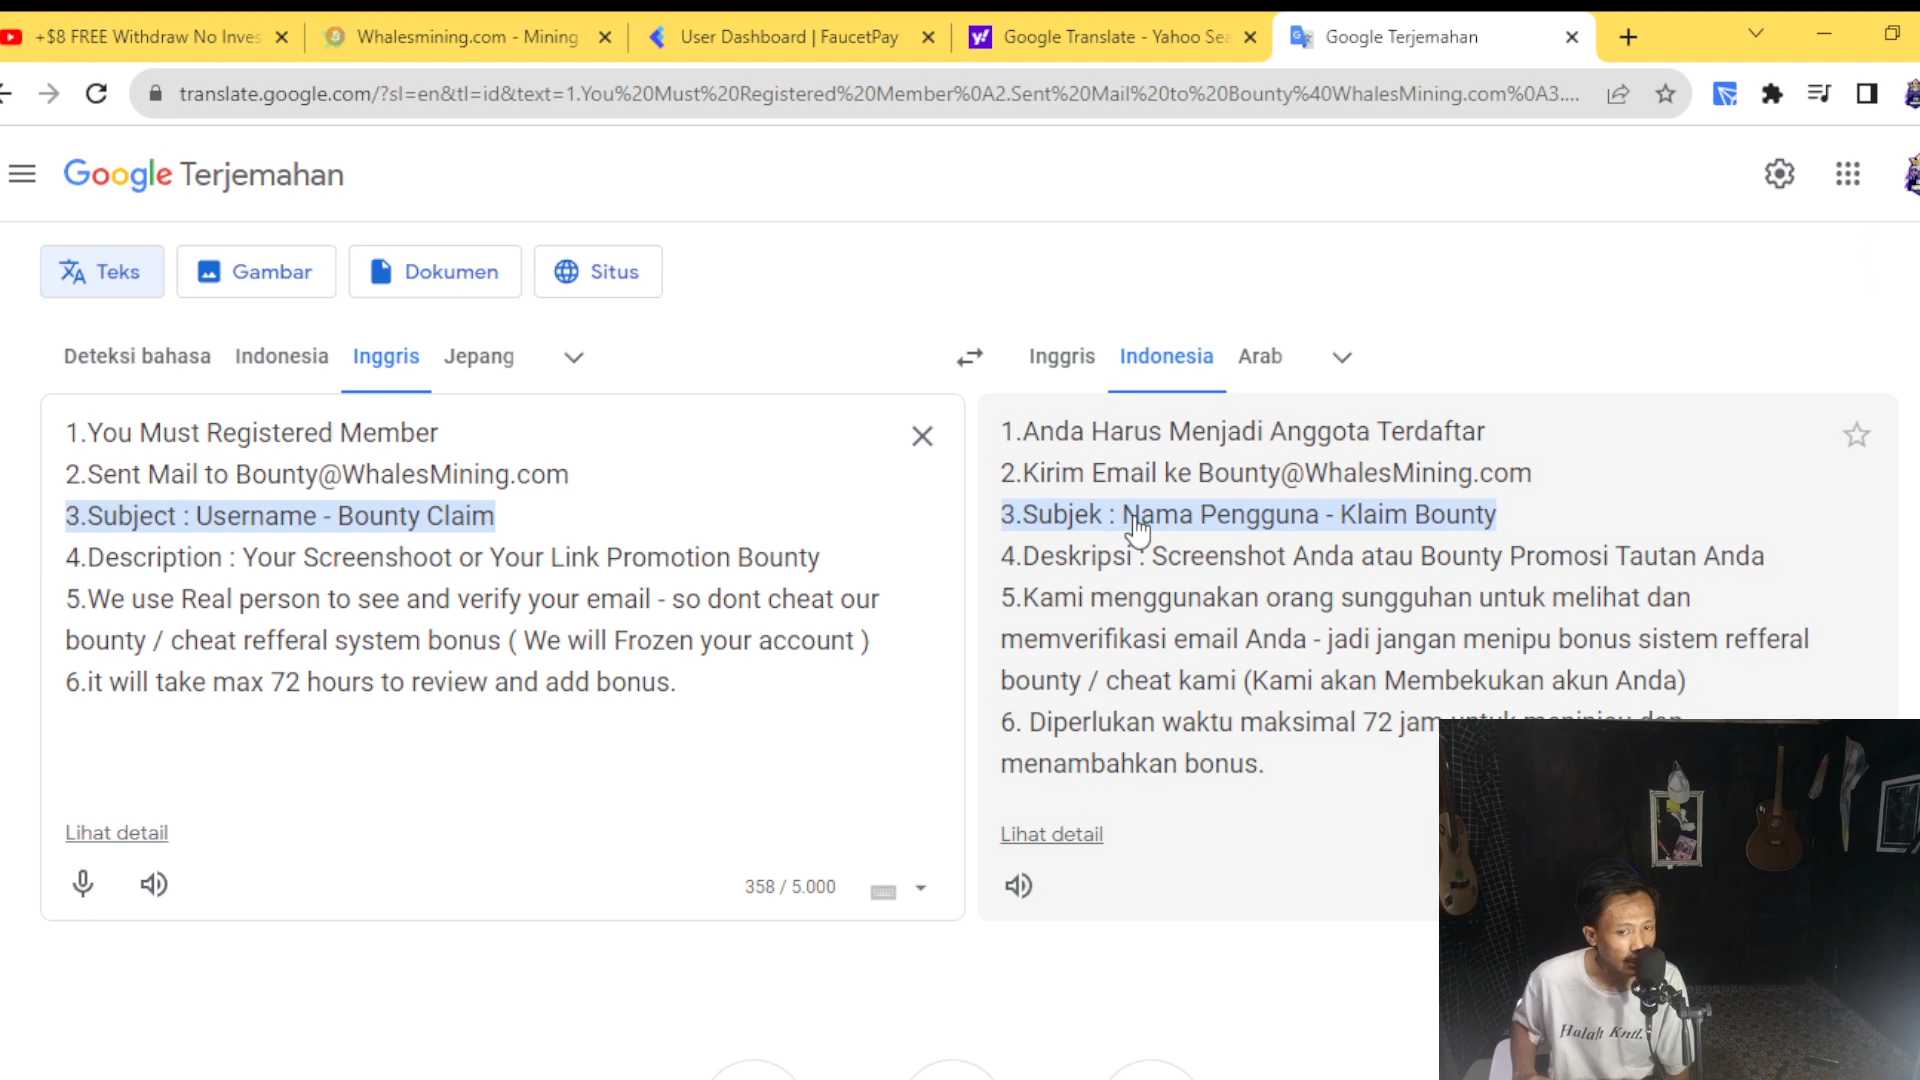 +$8 FREE Withdraw No Inves
Whalesmining.com - Mining
User Dashboard | FaucetPay
Google Translate - Yahoo Sea
Google Terjemahan
translate.google.com/?sl=en&tl=id&text=1.You%20Must%20Registered%20Member%0A2.Sent%20Mail%20to%20Bounty%40WhalesMining.com%0A3....
Google Terjemahan
Teks
Gambar
Dokumen
Situs
Deteksi bahasa Indonesia Inggris Jepang
Inggris Indonesia Arab
1.You Must Registered Member
2.Sent Mail to Bounty@WhalesMining.com
3.Subject : Username - Bounty Claim
4.Description : Your Screenshoot or Your Link Promotion Bounty
5.We use Real person to see and verify your email - so dont cheat our
bounty / cheat refferal system bonus ( We will Frozen your account )
6.it will take max 72 hours to review and add bonus.
Lihat detail
358 / 5.000
1.Anda Harus Menjadi Anggota Terdaftar
2.Kirim Email ke Bounty@WhalesMining.com
3.Subjek : Nama Pengguna - Klaim Bounty
4.Deskripsi : Screenshot Anda atau Bounty Promosi Tautan Anda
5.Kami menggunakan orang sungguhan untuk melihat dan
memverifikasi email Anda - jadi jangan menipu bonus sistem refferal
bounty / cheat kami (Kami akan Membekukan akun Anda)
6. Diperlukan waktu maksimal 72 jam untuk meninjau dan
menambahkan bonus.
Lihat detail
Halah Kntl.